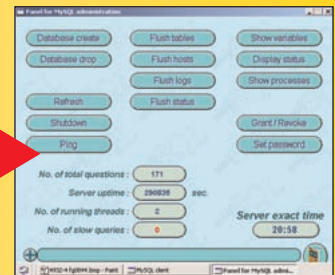 Panel for MySQL administration
Database create
Flush tables
Show variables
Database drop
Flush hosts
Display status
Flush logs
Show processes
Refresh
Flush status
Shutdown
Grant / Revoke
Ping
Set password
No. of total questions : 171
Server uptime : 290835 sec.
No. of running threads : 2
No. of slow queries : 0
Server exact time
20:58
MySQL client
Panel for MySQL admi...